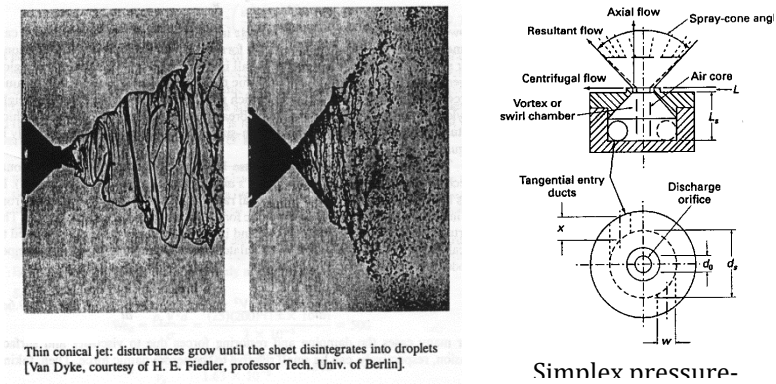 Axial flow
Spray-cone ang
Resultant flow
Centrifugal flow
Air core
L
Vortex or
swirl chamber
Ls
Tangential entry
ducts
Discharge
orifice
x
d0
ds
w
Thin conical jet: disturbances grow until the sheet disintegrates into droplets
[Van Dyke, courtesy of H. E. Fiedler, professor Tech. Univ. of Berlin].
Simplex pressure-